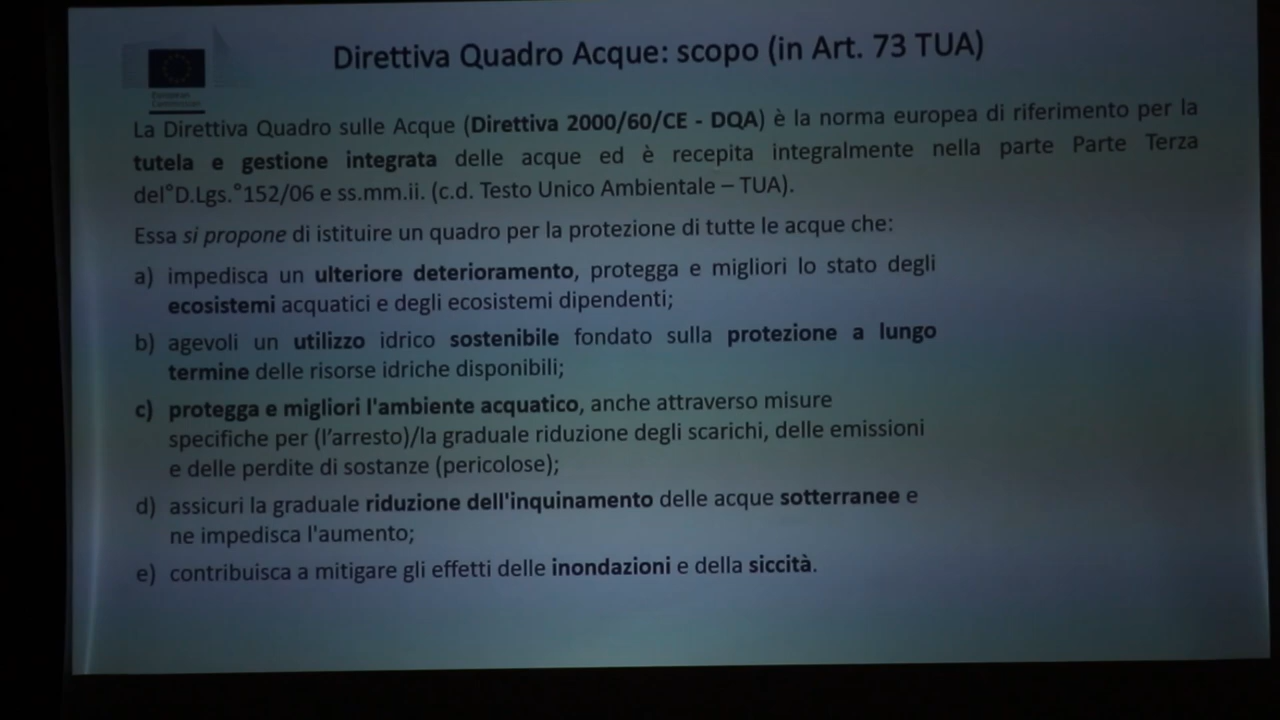 Direttiva Quadro Acque: scopo (in Art. 73 TUA)
European
Commission
La Direttiva Quadro sulle Acque (Direttiva 2000/60/CE - DQA) è la norma europea di riferimento per la
tutela e gestione integrata delle acque ed è recepita integralmente nella parte Parte Terza
del°D.Lgs.°152/06 e ss.mm.ii. (c.d. Testo Unico Ambientale – TUA).
Essa si propone di istituire un quadro per la protezione di tutte le acque che:
a) impedisca un ulteriore deterioramento, protegga e migliori lo stato degli
ecosistemi acquatici e degli ecosistemi dipendenti;
b) agevoli un utilizzo idrico sostenibile fondato sulla protezione a lungo
termine delle risorse idriche disponibili;
c) protegga e migliori l'ambiente acquatico, anche attraverso misure
specifiche per (l’arresto)/la graduale riduzione degli scarichi, delle emissioni
e delle perdite di sostanze (pericolose);
d) assicuri la graduale riduzione dell'inquinamento delle acque sotterranee e
ne impedisca l'aumento;
e) contribuisca a mitigare gli effetti delle inondazioni e della siccità.